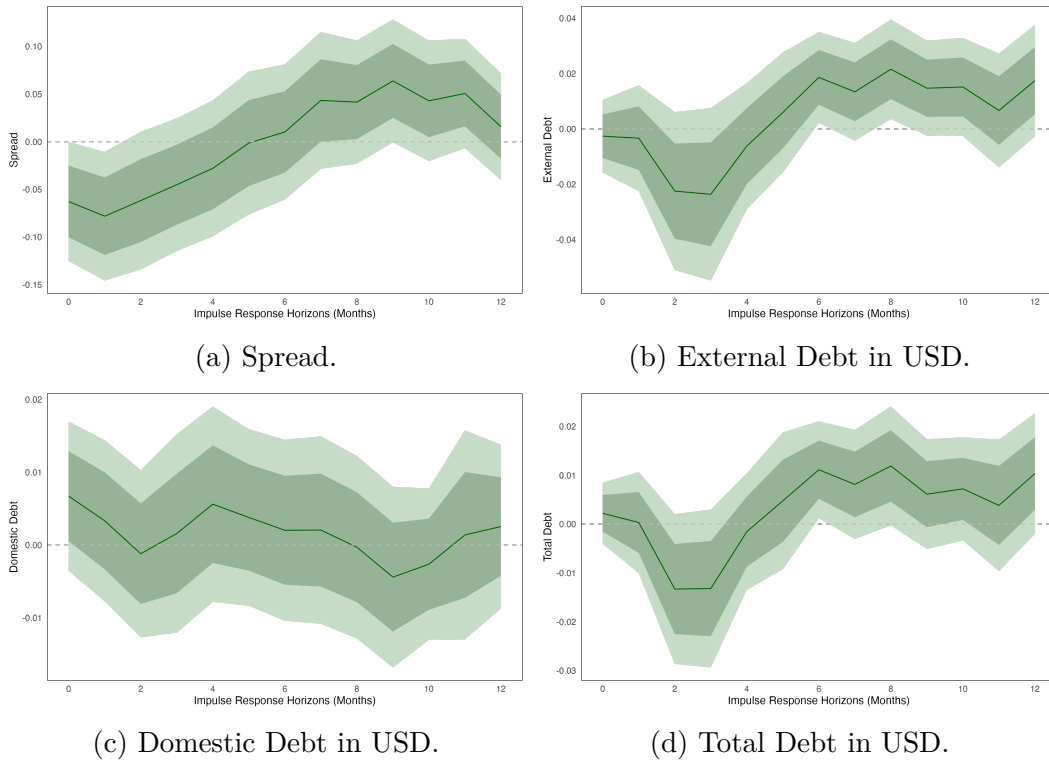 0.10
0.05
0.00
-0.05
-0.10
-0.15
Spread
0 2 4 6 8 10 12
Impulse Response Horizons (Months)
(a) Spread.
0.04
0.02
0.00
-0.02
-0.04
External Debt
0 2 4 6 8 10 12
Impulse Response Horizons (Months)
(b) External Debt in USD.
0.02
0.01
0.00
-0.01
Domestic Debt
0 2 4 6 8 10 12
Impulse Response Horizons (Months)
(c) Domestic Debt in USD.
0.02
0.01
0.00
-0.01
-0.02
-0.03
Total Debt
0 2 4 6 8 10 12
Impulse Response Horizons (Months)
(d) Total Debt in USD.